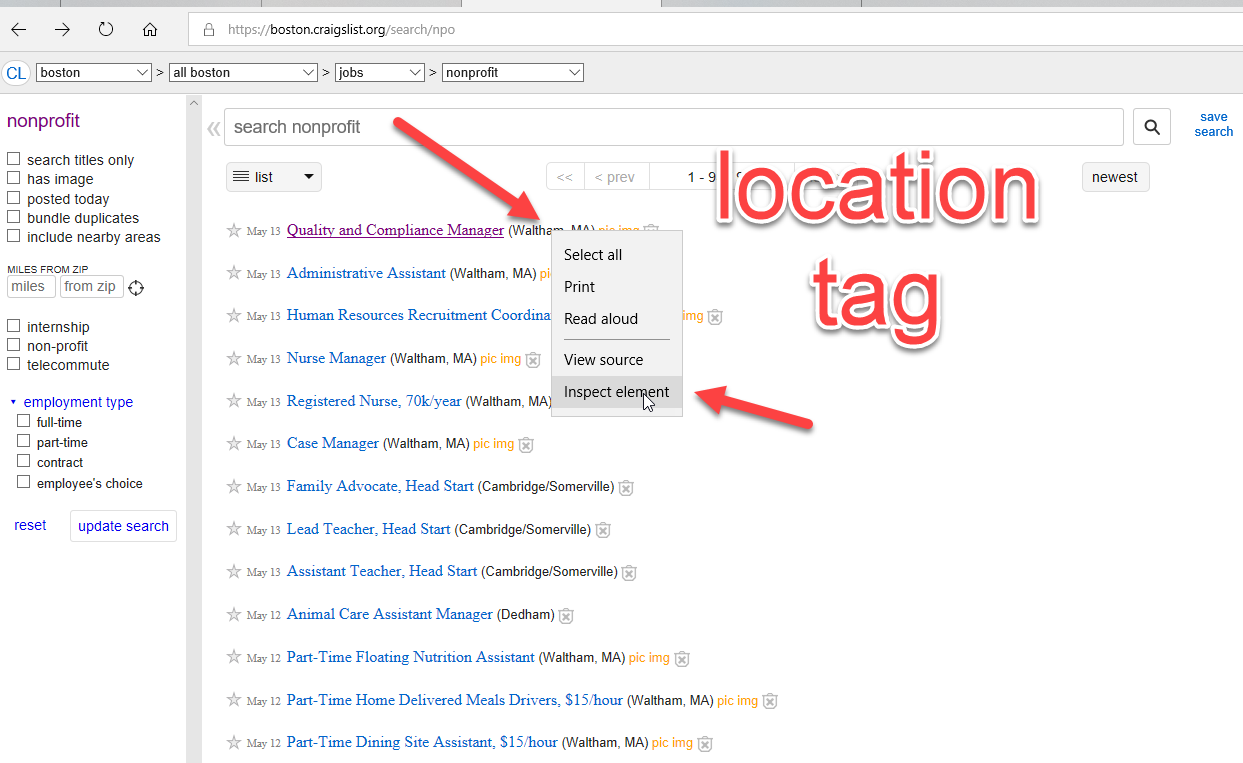 https://boston.craigslist.org/search/npo
CL boston > all boston > jobs > nonprofit
nonprofit
search titles only
has image
posted today
bundle duplicates
include nearby areas
MILES FROM ZIP
miles from zip
internship
non-profit
telecommute
employment type
full-time
part-time
contract
employee's choice
reset update search
search nonprofit
save
search
list << < prev 1 - 9 newest
location
tag
May 13 Quality and Compliance Manager (Waltham, MA) pic img
May 13 Administrative Assistant (Waltham, MA)
May 13 Human Resources Recruitment img
May 13 Nurse Manager (Waltham, MA) pic img
May 13 Registered Nurse, 70k/year (Waltham, MA)
May 13 Case Manager (Waltham, MA) pic img
May 13 Family Advocate, Head Start (Cambridge/Somerville)
May 13 Lead Teacher, Head Start (Cambridge/Somerville)
May 13 Assistant Teacher, Head Start (Cambridge/Somerville)
May 12 Animal Care Assistant Manager (Dedham)
May 12 Part-Time Floating Nutrition Assistant (Waltham, MA) pic img
May 12 Part-Time Home Delivered Meals Drivers, $15/hour (Waltham, MA) pic img
May 12 Part-Time Dining Site Assistant, $15/hour (Waltham, MA) pic img
Select all
Print
Read aloud
View source
Inspect element